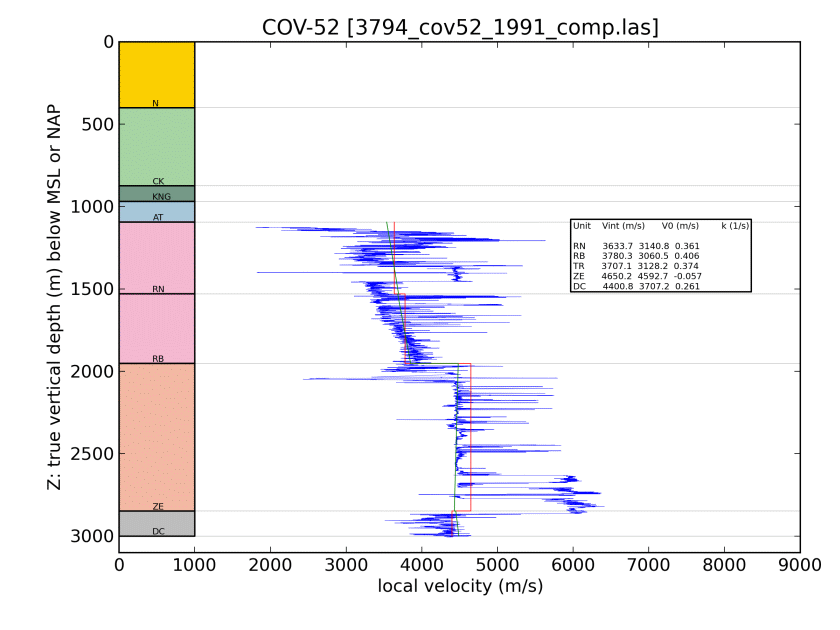 COV-52 [3794_cov52_1991_comp.las]
Z: true vertical depth (m) below MSL or NAP
0
500
1000
1500
2000
2500
3000
N
CK
KNG
AT
RN
RB
ZE
DC
Unit Vint (m/s) V0 (m/s) k (1/s)
RN 3633.7 3140.8 0.361
RB 3780.3 3060.5 0.406
TR 3707.1 3128.2 0.374
ZE 4650.2 4592.7 -0.057
DC 4400.8 3707.2 0.261
0 1000 2000 3000 4000 5000 6000 7000 8000 9000
local velocity (m/s)